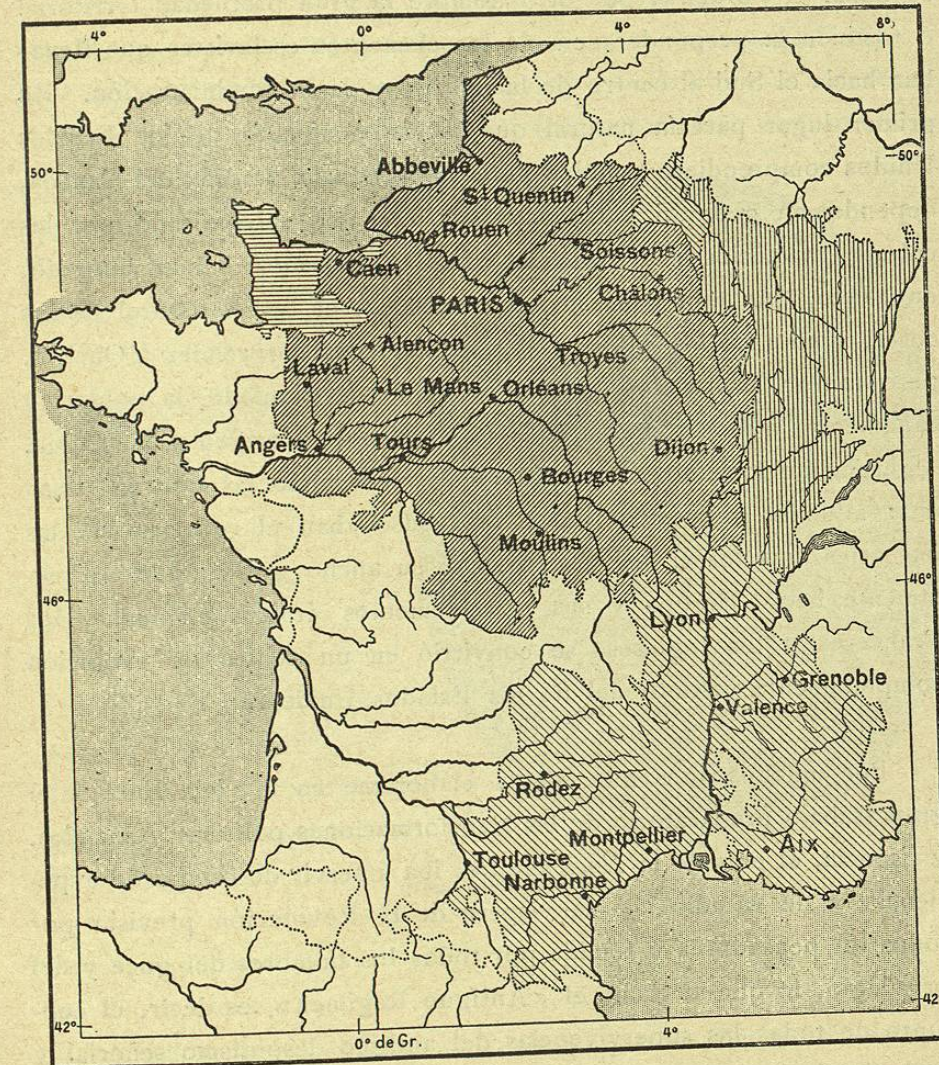 4° 0° 4° 8°
50° 50°
Abbeville
St Quentin
Rouen
Soissons
Caen
Châlons
PARIS
Alençon
Troyes
Laval
Le Mans
Orléans
Angers
Tours
Dijon
Bourges
Moulins
46° 46°
Lyon
Grenoble
Valence
Rodez
Montpellier
Aix
Toulouse
Narbonne
42° 42
0° de Gr. 4°